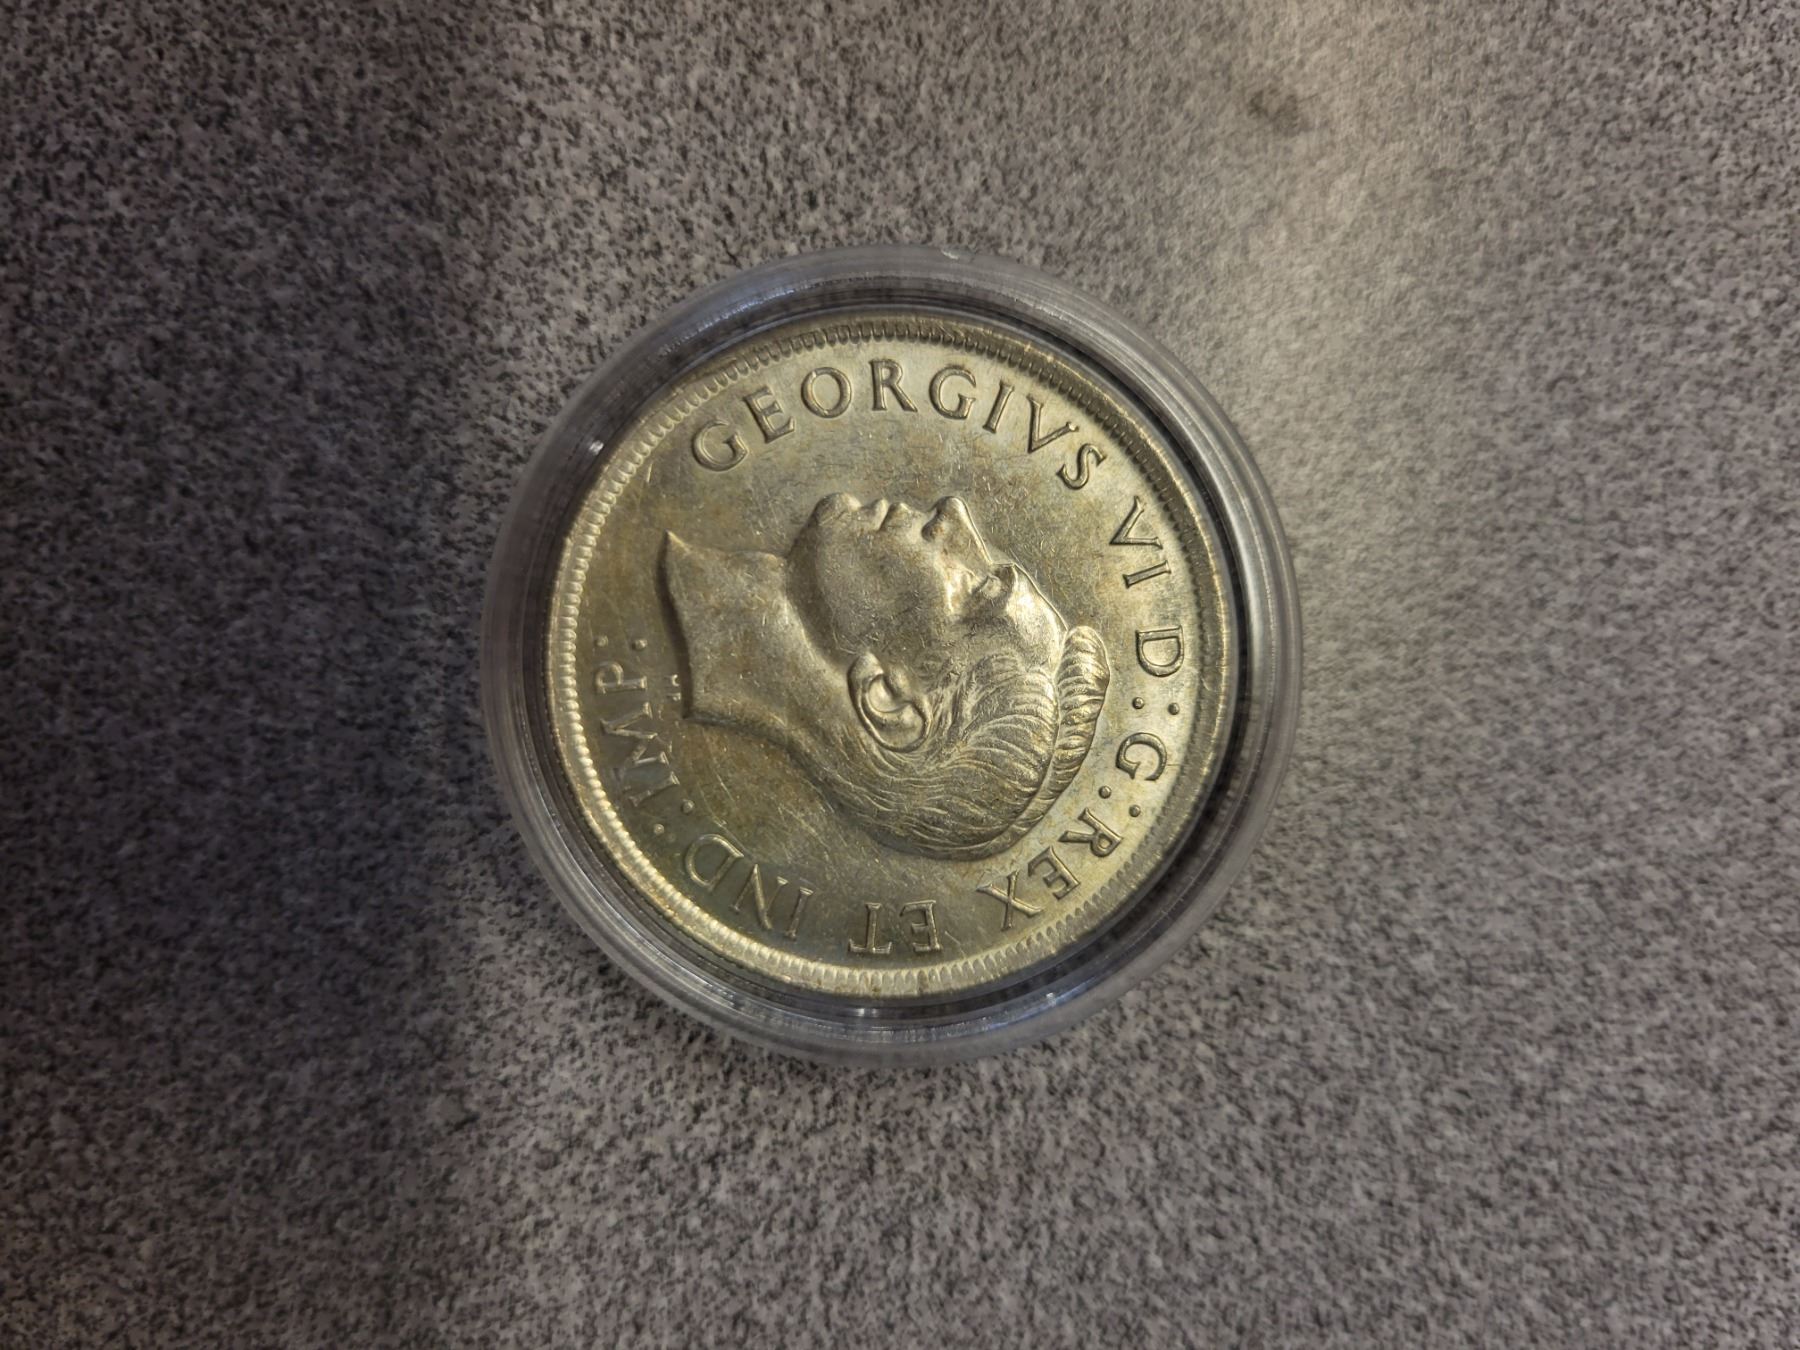 GEORGIVS VI D:G:REX ET IND:IMP: